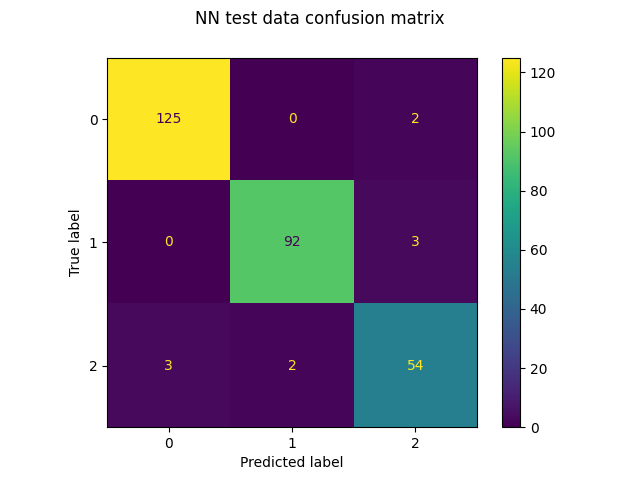 NN test data confusion matrix
0 125 0 2
1 0 92 3
2 3 2 54
0 1 2
True label
Predicted label
120
100
80
60
40
20
0